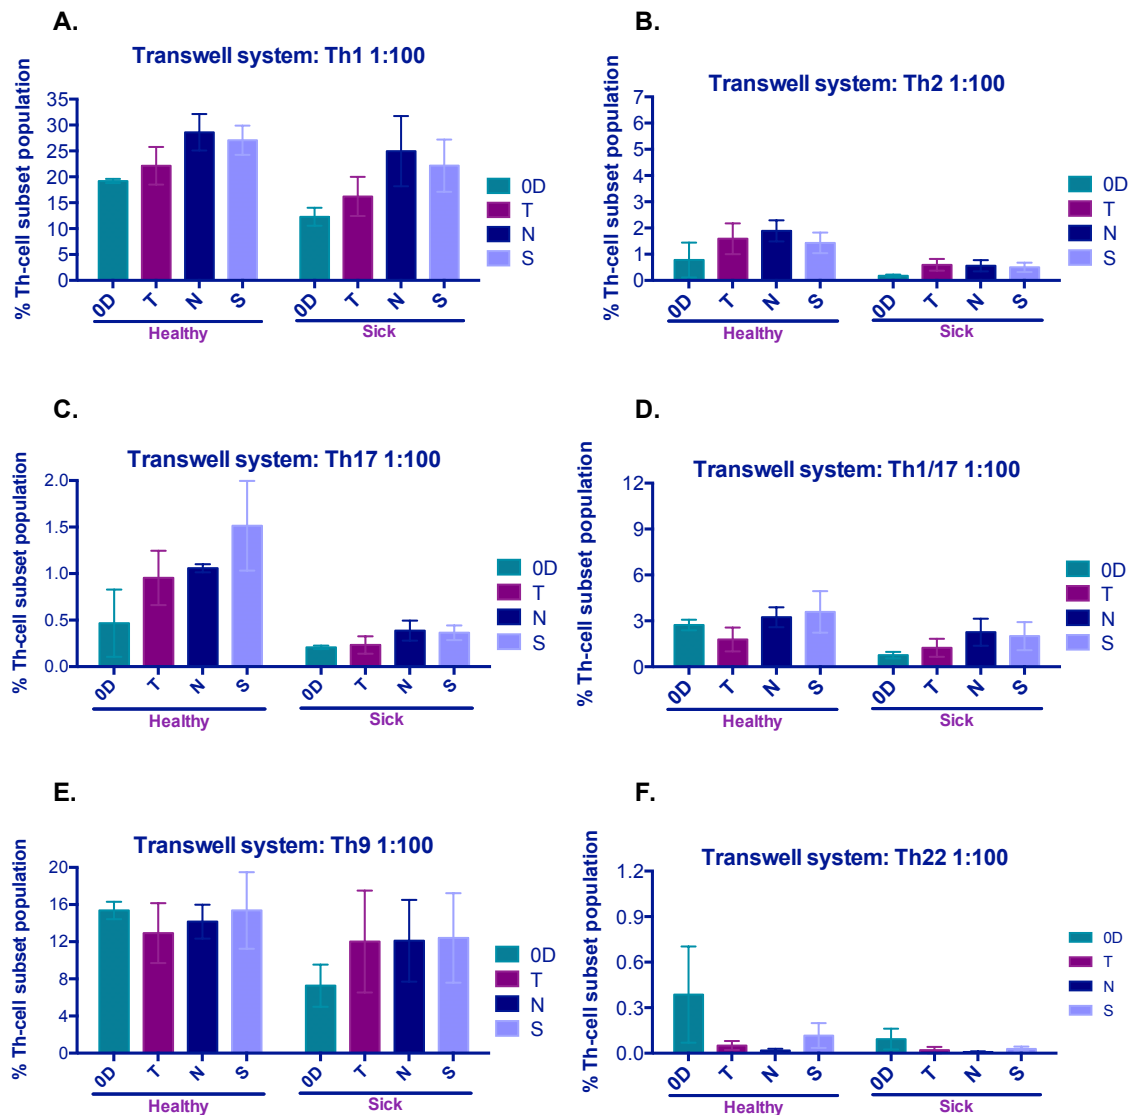 A.
Transwell system: Th1 1:100
% Th-cell subset population
35
30
25
20
15
10
5
0
0D
T
N
S
0D
T
N
S
Healthy
Sick
0D
T
N
S
B.
Transwell system: Th2 1:100
% Th-cell subset population
7
6
5
4
3
2
1
0
0D
T
N
S
0D
T
N
S
Healthy
Sick
0D
T
N
S
C.
Transwell system: Th17 1:100
% Th-cell subset population
2.0
1.5
1.0
0.5
0.0
0D
T
N
S
0D
T
N
S
Healthy
Sick
0D
T
N
S
D.
Transwell system: Th1/17 1:100
% Th-cell subset population
12
9
6
3
0
0D
T
N
S
0D
T
N
S
Healthy
Sick
0D
T
N
S
E.
Transwell system: Th9 1:100
% Th-cell subset population
20
16
12
8
4
0
0D
T
N
S
0D
T
N
S
Healthy
Sick
0D
T
N
S
F.
Transwell system: Th22 1:100
% Th-cell subset population
1.2
0.9
0.6
0.3
0.0
0D
T
N
S
0D
T
N
S
Healthy
Sick
0D
T
N
S